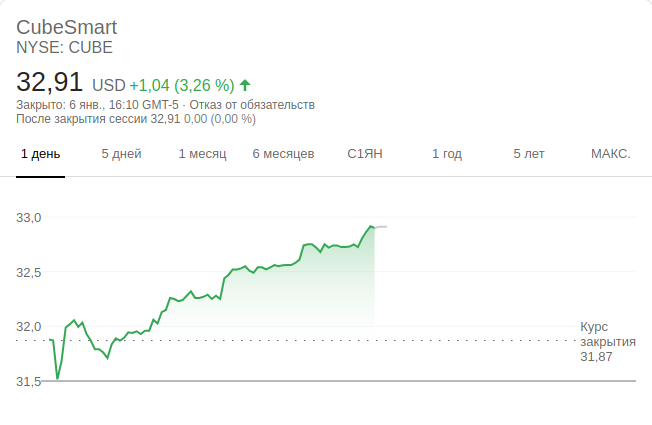 CubeSmart
NYSE: CUBE
32,91 USD +1,04 (3,26 %)
Закрыто: 6 янв., 16:10 GMT-5 · Отказ от обязательств
После закрытия сессии 32,91 0,00 (0,00 %)
1 день 5 дней 1 месяц 6 месяцев С1ЯН 1 год 5 лет МАКС.
33,0
32,5
32,0
Курс
закрытия
31,87
31,5